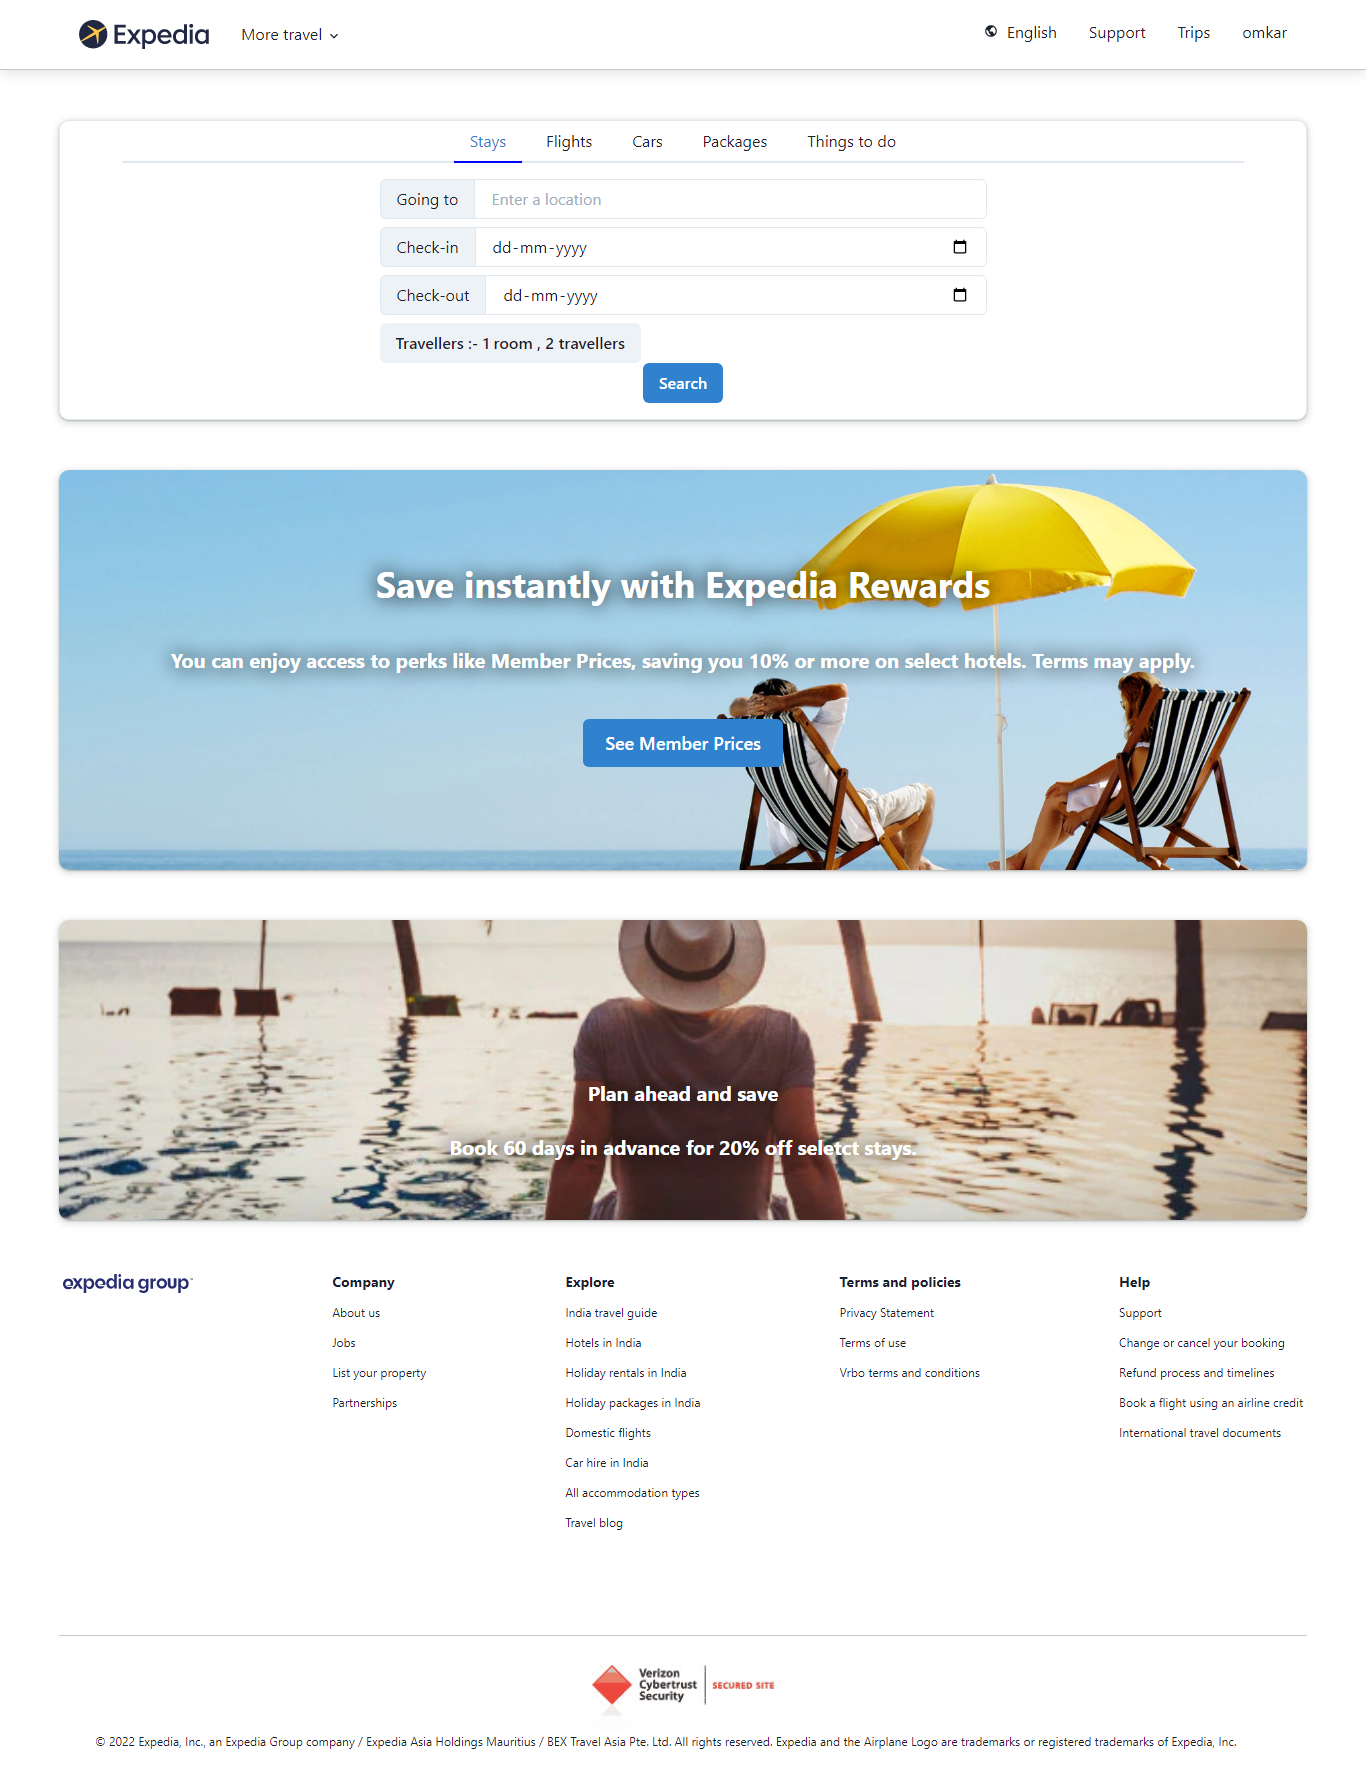 Expedia
More travel
English
Support
Trips
omkar
Stays
Flights
Cars
Packages
Things to do
Going to
Enter a location
Check-in
dd-mm-yyyy
Check-out
dd-mm-yyyy
Travellers :- 1 room , 2 travellers
Search
Save instantly with Expedia Rewards
You can enjoy access to perks like Member Prices, saving you 10% or more on select hotels. Terms may apply.
See Member Prices
Plan ahead and save
Book 60 days in advance for 20% off seletct stays.
expedia group
Company
About us
Jobs
List your property
Partnerships
Explore
India travel guide
Hotels in India
Holiday rentals in India
Holiday packages in India
Domestic flights
Car hire in India
All accommodation types
Travel blog
Terms and policies
Privacy Statement
Terms of use
Vrbo terms and conditions
Help
Support
Change or cancel your booking
Refund process and timelines
Book a flight using an airline credit
International travel documents
Verizon
Cybertrust
Security
SECURED SITE
© 2022 Expedia, Inc., an Expedia Group company / Expedia Asia Holdings Mauritius / BEX Travel Asia Pte. Ltd. All rights reserved. Expedia and the Airplane Logo are trademarks or registered trademarks of Expedia, Inc.